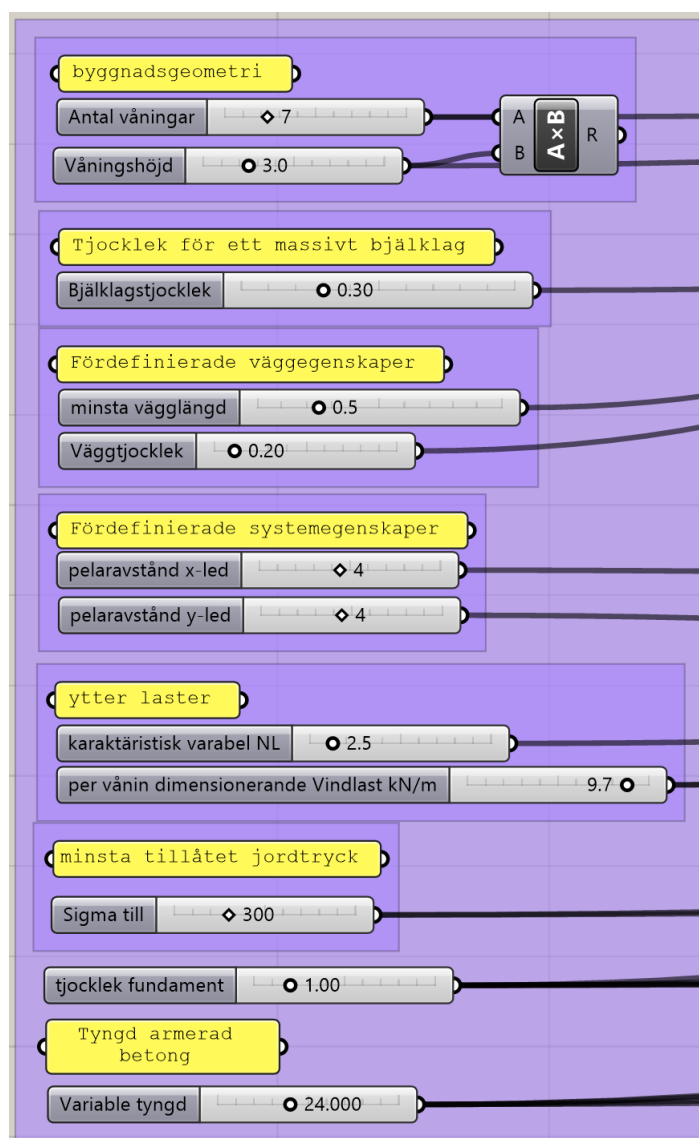 byggnadsgeometri
Antal våningar 7
Våningshöjd 3.0
A
B
A×B
R
Tjocklek för ett massivt bjälklag
Bjälklagstjocklek 0.30
Fördefinierade väggegenskaper
minsta vägglängd 0.5
Väggtjocklek 0.20
Fördefinierade systemegenskaper
pelaravstånd x-led 4
pelaravstånd y-led 4
ytter laster
karaktäristisk varabel NL 2.5
per vånin dimensionerande Vindlast kN/m 9.7
minsta tillåtet jordtryck
Sigma till 300
tjocklek fundament 1.00
Tyngd armerad
betong
Variable tyngd 24.000